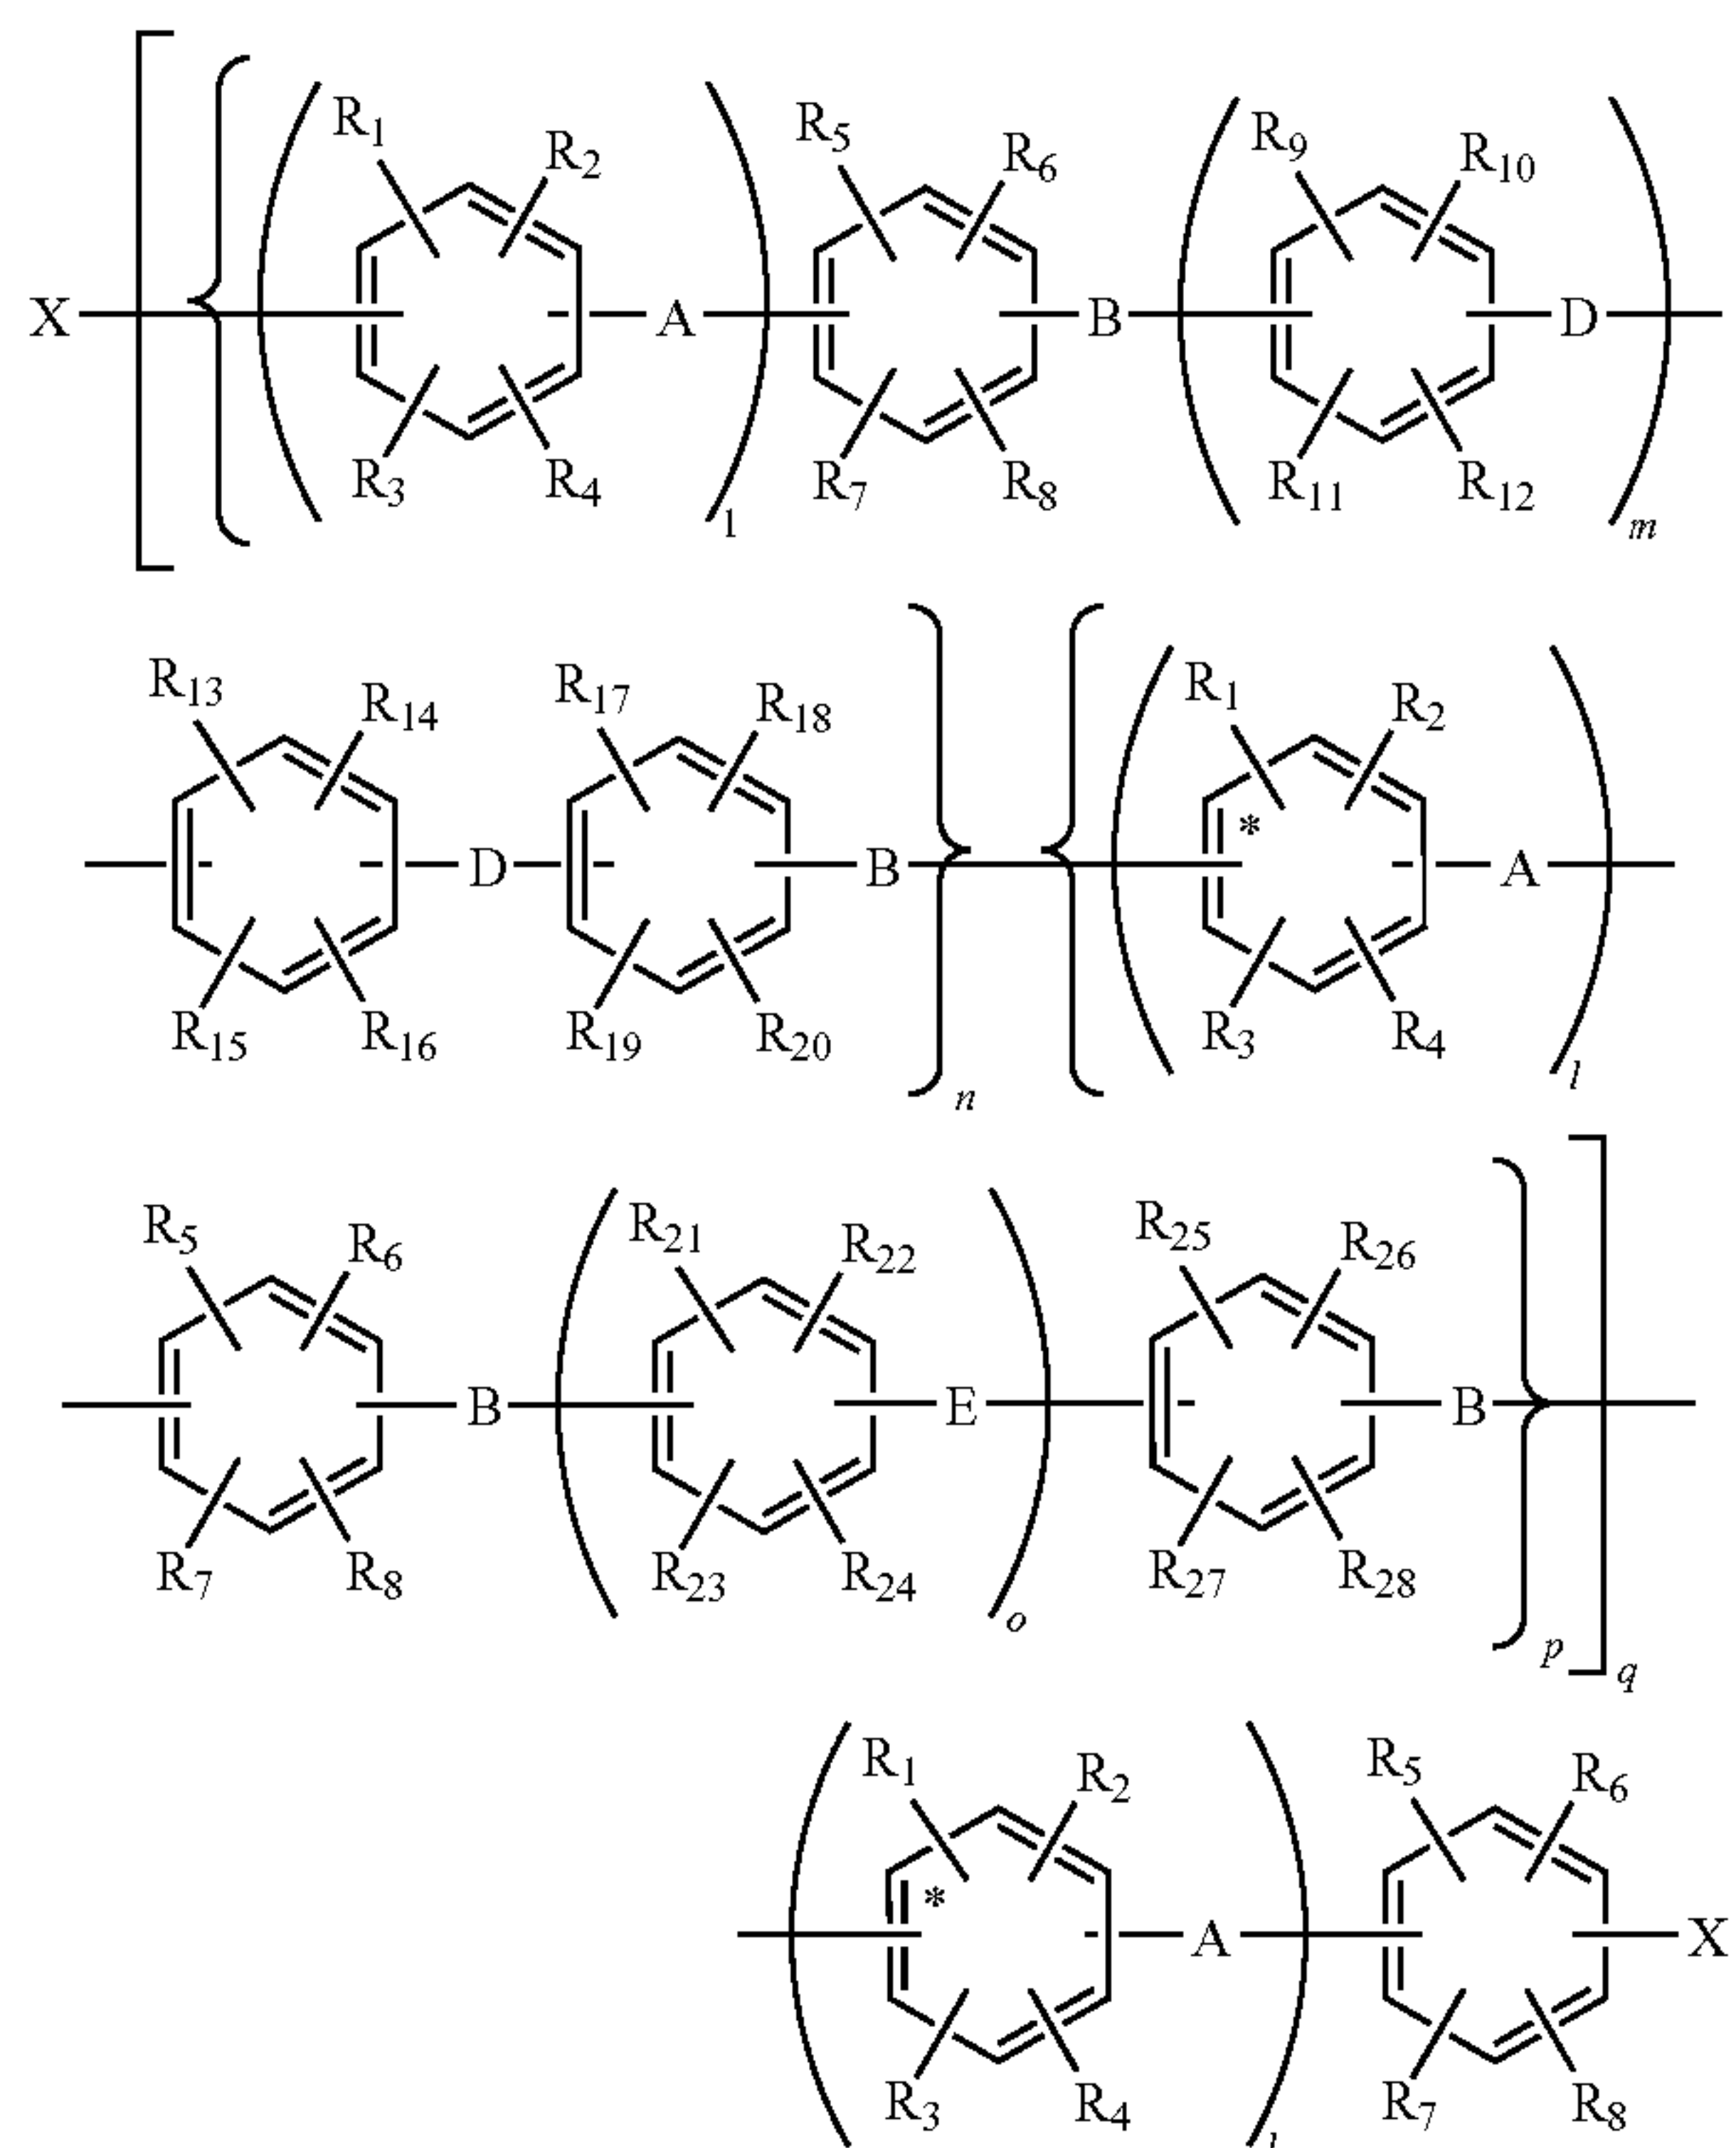 R1 R2 R5 R6 R9 R10
X A B D
R3 R4 R7 R8 R11 R12
1 m
R13 R14 R17 R18 R1 R2
*
D B A
R15 R16 R19 R20 R3 R4
n l
R5 R6 R21 R22 R25 R26
B E B
R7 R8 R23 R24 R27 R28
o p q
R1 R2 R5 R6
*
A X
R3 R4 R7 R8
l